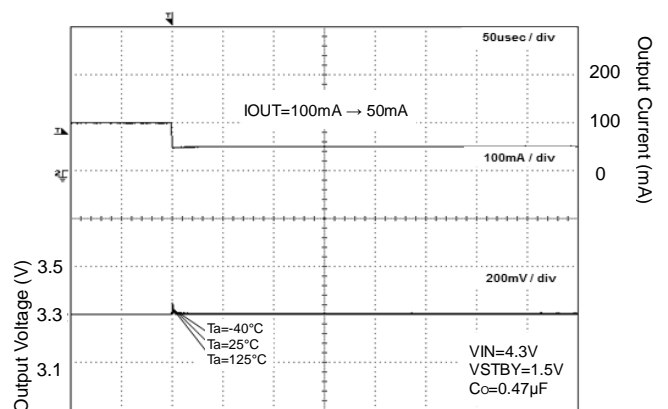 50usec / div
200
IOUT=100mA → 50mA
100
100mA / div
0
Output Current (mA)
3.5
200mV / div
3.3
Ta=-40°C
Ta=25°C
Ta=125°C
3.1
VIN=4.3V
VSTBY=1.5V
Co=0.47µF
Output Voltage (V)